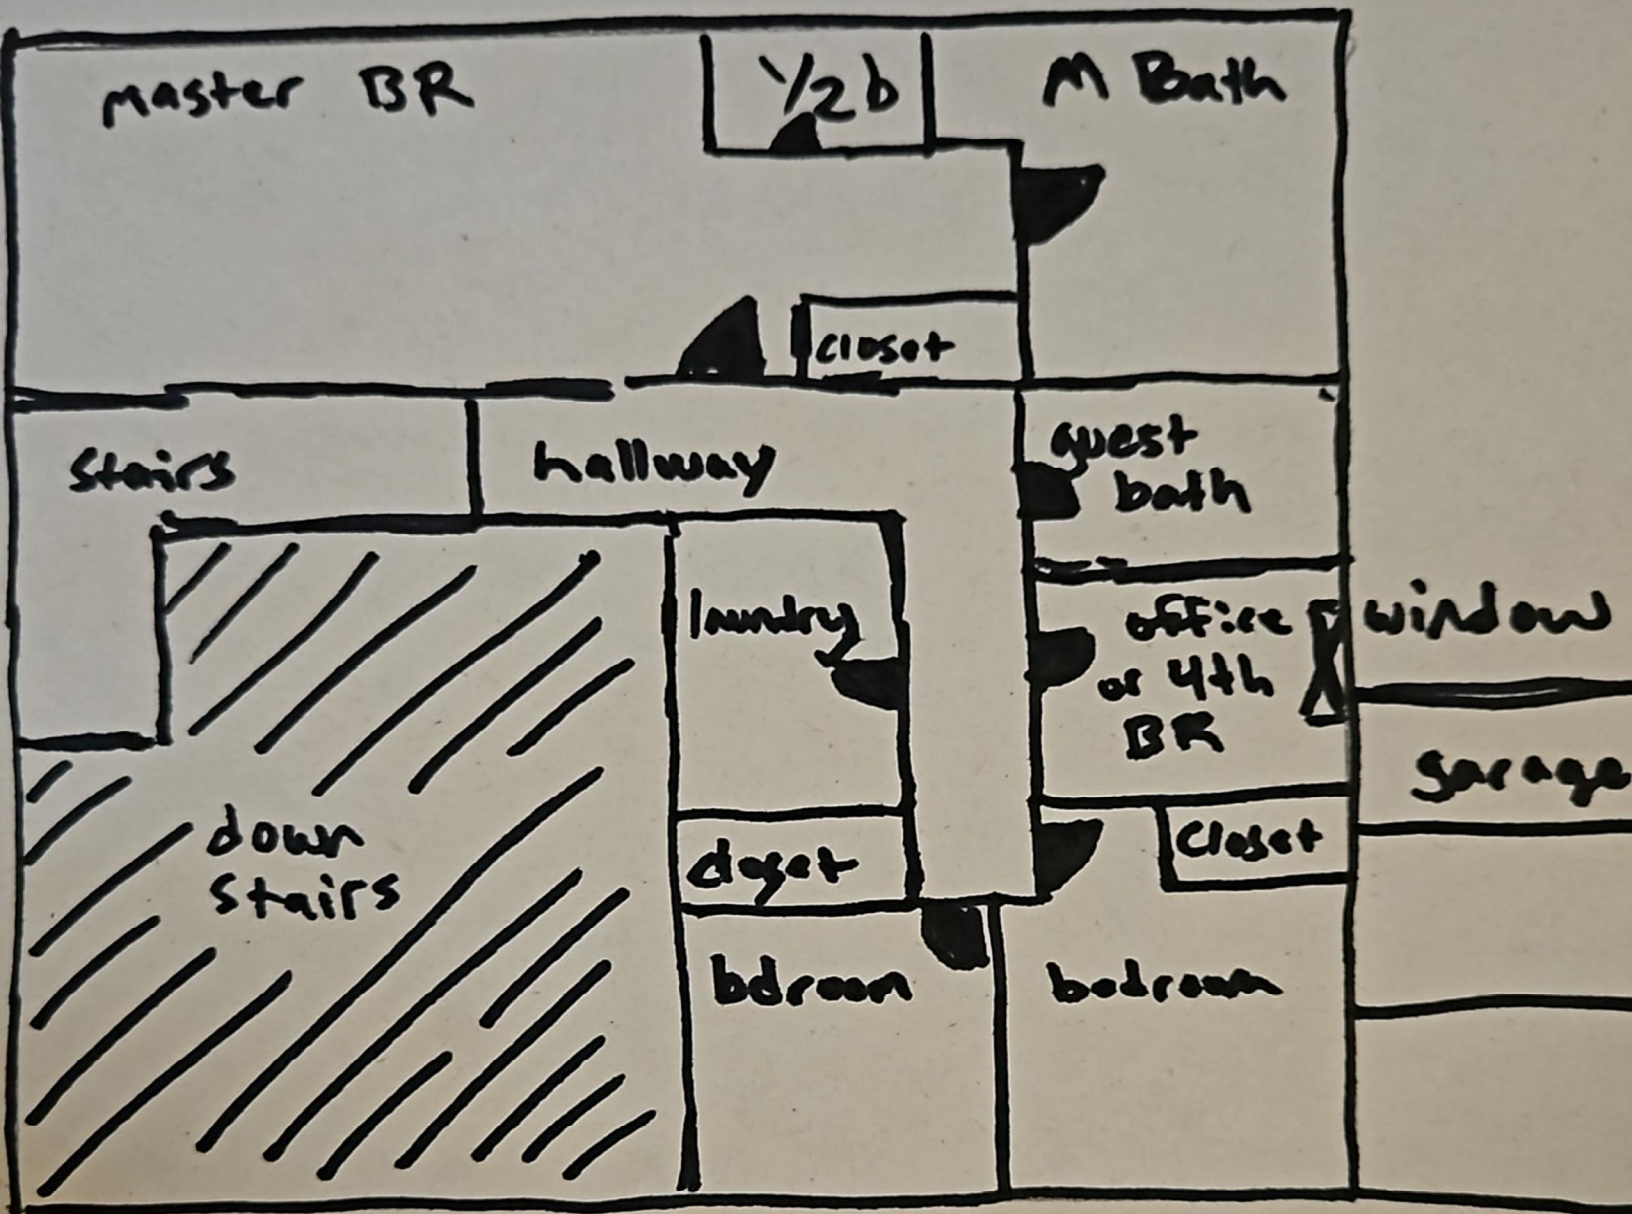 Master BR
1/2 b
M Bath
closet
stairs
hallway
guest
bath
laundry
office
or 4th
BR
window
garage
down
stairs
closet
closet
bdroom
bedroom